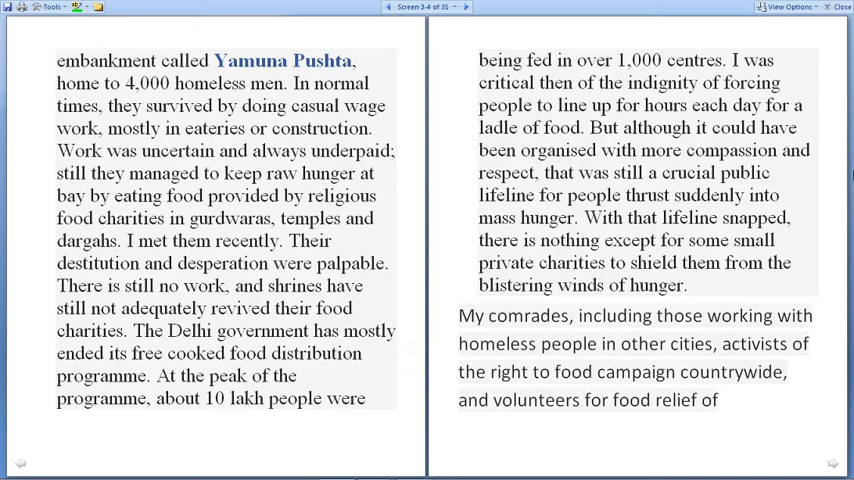 Tools
Screen 3-4 of 31
View Options
Close
embankment called Yamuna Pushta,
home to 4,000 homeless men. In normal
times, they survived by doing casual wage
work, mostly in eateries or construction.
Work was uncertain and always underpaid;
still they managed to keep raw hunger at
bay by eating food provided by religious
food charities in gurdwaras, temples and
dargahs. I met them recently. Their
destitution and desperation were palpable.
There is still no work, and shrines have
still not adequately revived their food
charities. The Delhi government has mostly
ended its free cooked food distribution
programme. At the peak of the
programme, about 10 lakh people were
being fed in over 1,000 centres. I was
critical then of the indignity of forcing
people to line up for hours each day for a
ladle of food. But although it could have
been organised with more compassion and
respect, that was still a crucial public
lifeline for people thrust suddenly into
mass hunger. With that lifeline snapped,
there is nothing except for some small
private charities to shield them from the
blistering winds of hunger.
My comrades, including those working with
homeless people in other cities, activists of
the right to food campaign countrywide,
and volunteers for food relief of